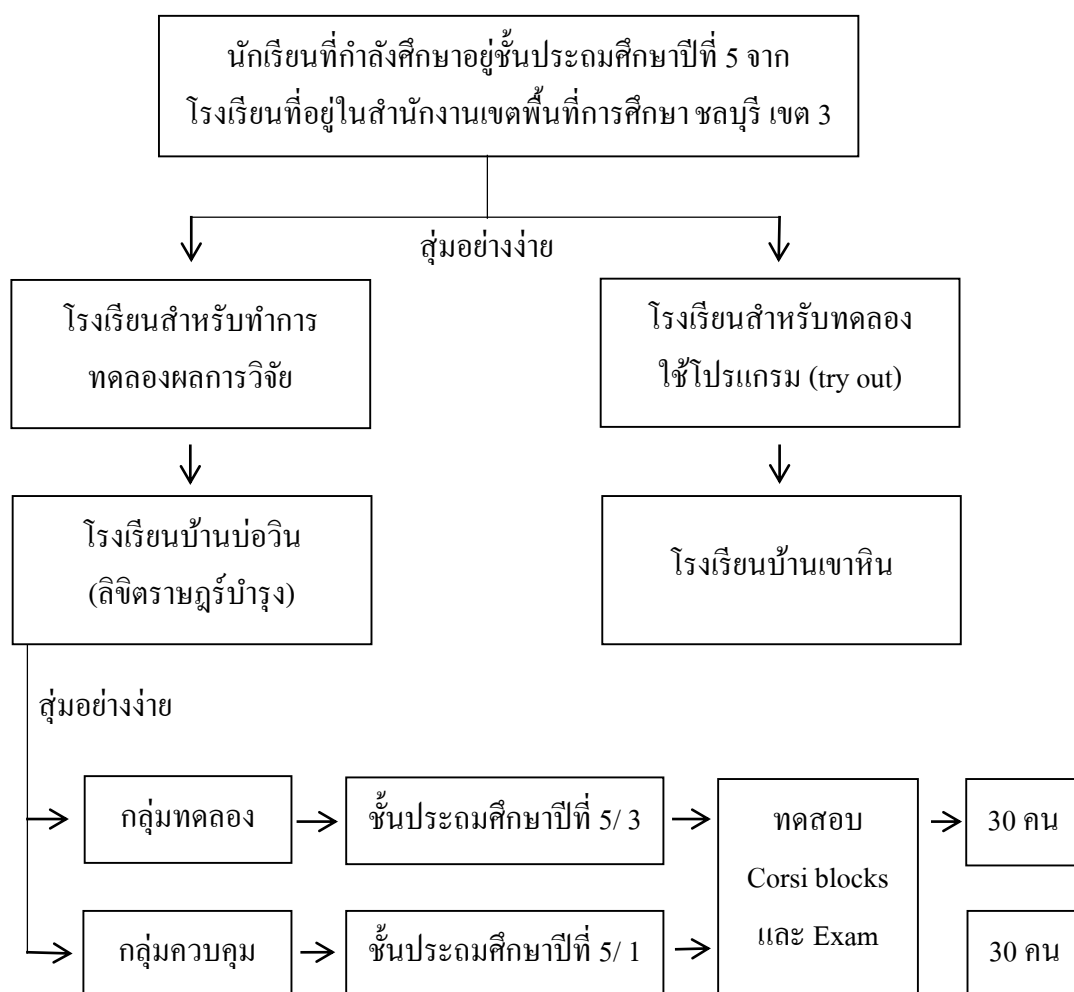 นักเรียนที่กำลังศึกษาอยู่ชั้นประถมศึกษาปีที่ 5 จาก
โรงเรียนที่อยู่ในสำนักงานเขตพื้นที่การศึกษา ชลบุรี เขต 3
สุ่มอย่างง่าย
โรงเรียนสำหรับทำการ
ทดลองผลการวิจัย
โรงเรียนสำหรับทดลอง
ใช้โปรแกรม (try out)
โรงเรียนบ้านบ่อวิน
(ลิขิตราษฎร์บำรุง)
โรงเรียนบ้านเขาหิน
สุ่มอย่างง่าย
กลุ่มทดลอง
ชั้นประถมศึกษาปีที่ 5/ 3
ทดสอบ
Corsi blocks
และ Exam
30 คน
กลุ่มควบคุม
ชั้นประถมศึกษาปีที่ 5/ 1
30 คน